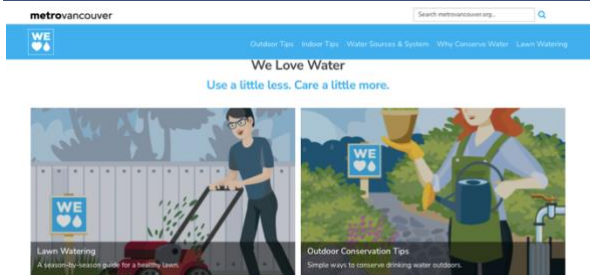 metrovancouver
Search metrovancouver.org...
WE
Outdoor Tips Indoor Tips Water Sources & System Why Conserve Water Lawn Watering
We Love Water
Use a little less. Care a little more.
WE
WE
Lawn Watering
A season-by-season guide for a healthy lawn.
Outdoor Conservation Tips
Simple ways to conserve drinking water outdoors.